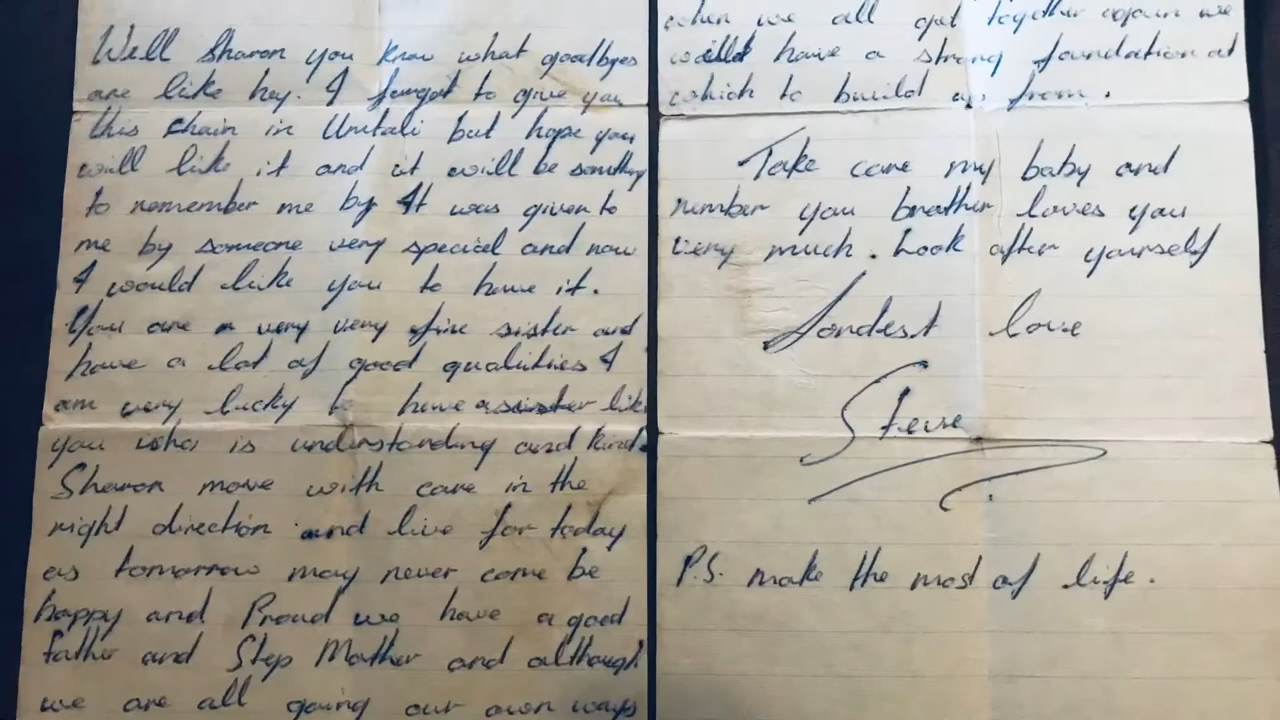 Well Sharon you know what goodbyes
are like hey. I forgot to give you
this chain in Umtali but hope you
will like it and it will be something
to remember me by It was given to
me by someone very special and now
I would like you to have it.
You are a very very fine sister and
have a lot of good qualities I
am very lucky to have a sister like
you who is understanding and kind.
Sharon move with care in the
right direction and live for today
as tomorrow may never come be
happy and Proud we have a good
father and Step Mother and although
we are all going our own ways
when we all get together again we
will have a strong foundation at
which to build up from.
Take care my baby and
rember you brother loves you
very much. Look after yourself
fondest love
Steve
P.S. make the most of life.